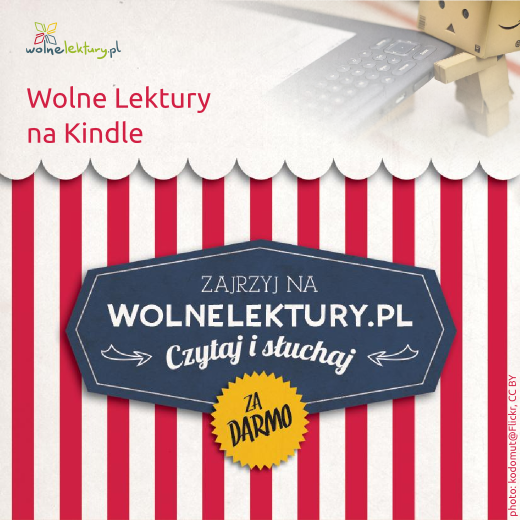 wolnelektury.pl
Wolne Lektury
na Kindle
ZAJRZYJ NA
WOLNELEKTURY.PL
Czytaj i słuchaj
ZA
DARMO
photo: kodomut@Flickr, CC BY